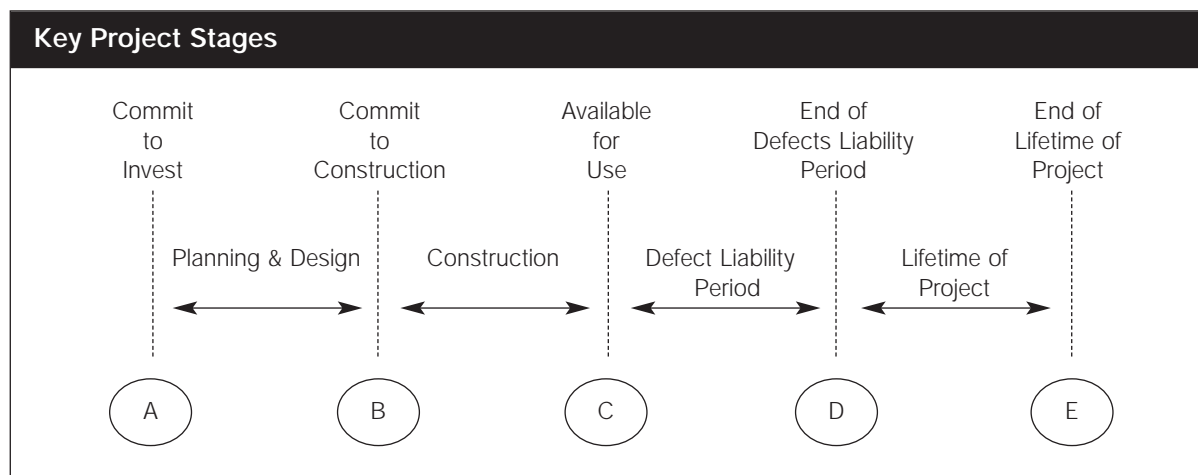 Key Project Stages
Commit
to
Invest
Commit
to
Construction
Available
for
Use
End of
Defects Liability
Period
End of
Lifetime of
Project
Planning & Design
Construction
Defect Liability
Period
Lifetime of
Project
A
B
C
D
E